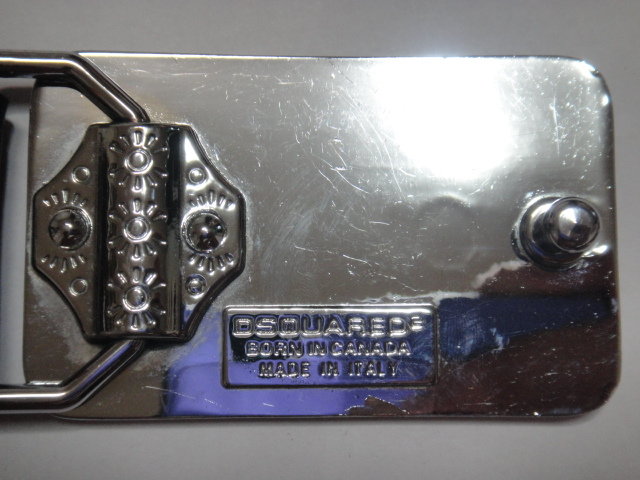 DSQUARED²
BORN IN CANADA
MADE IN ITALY